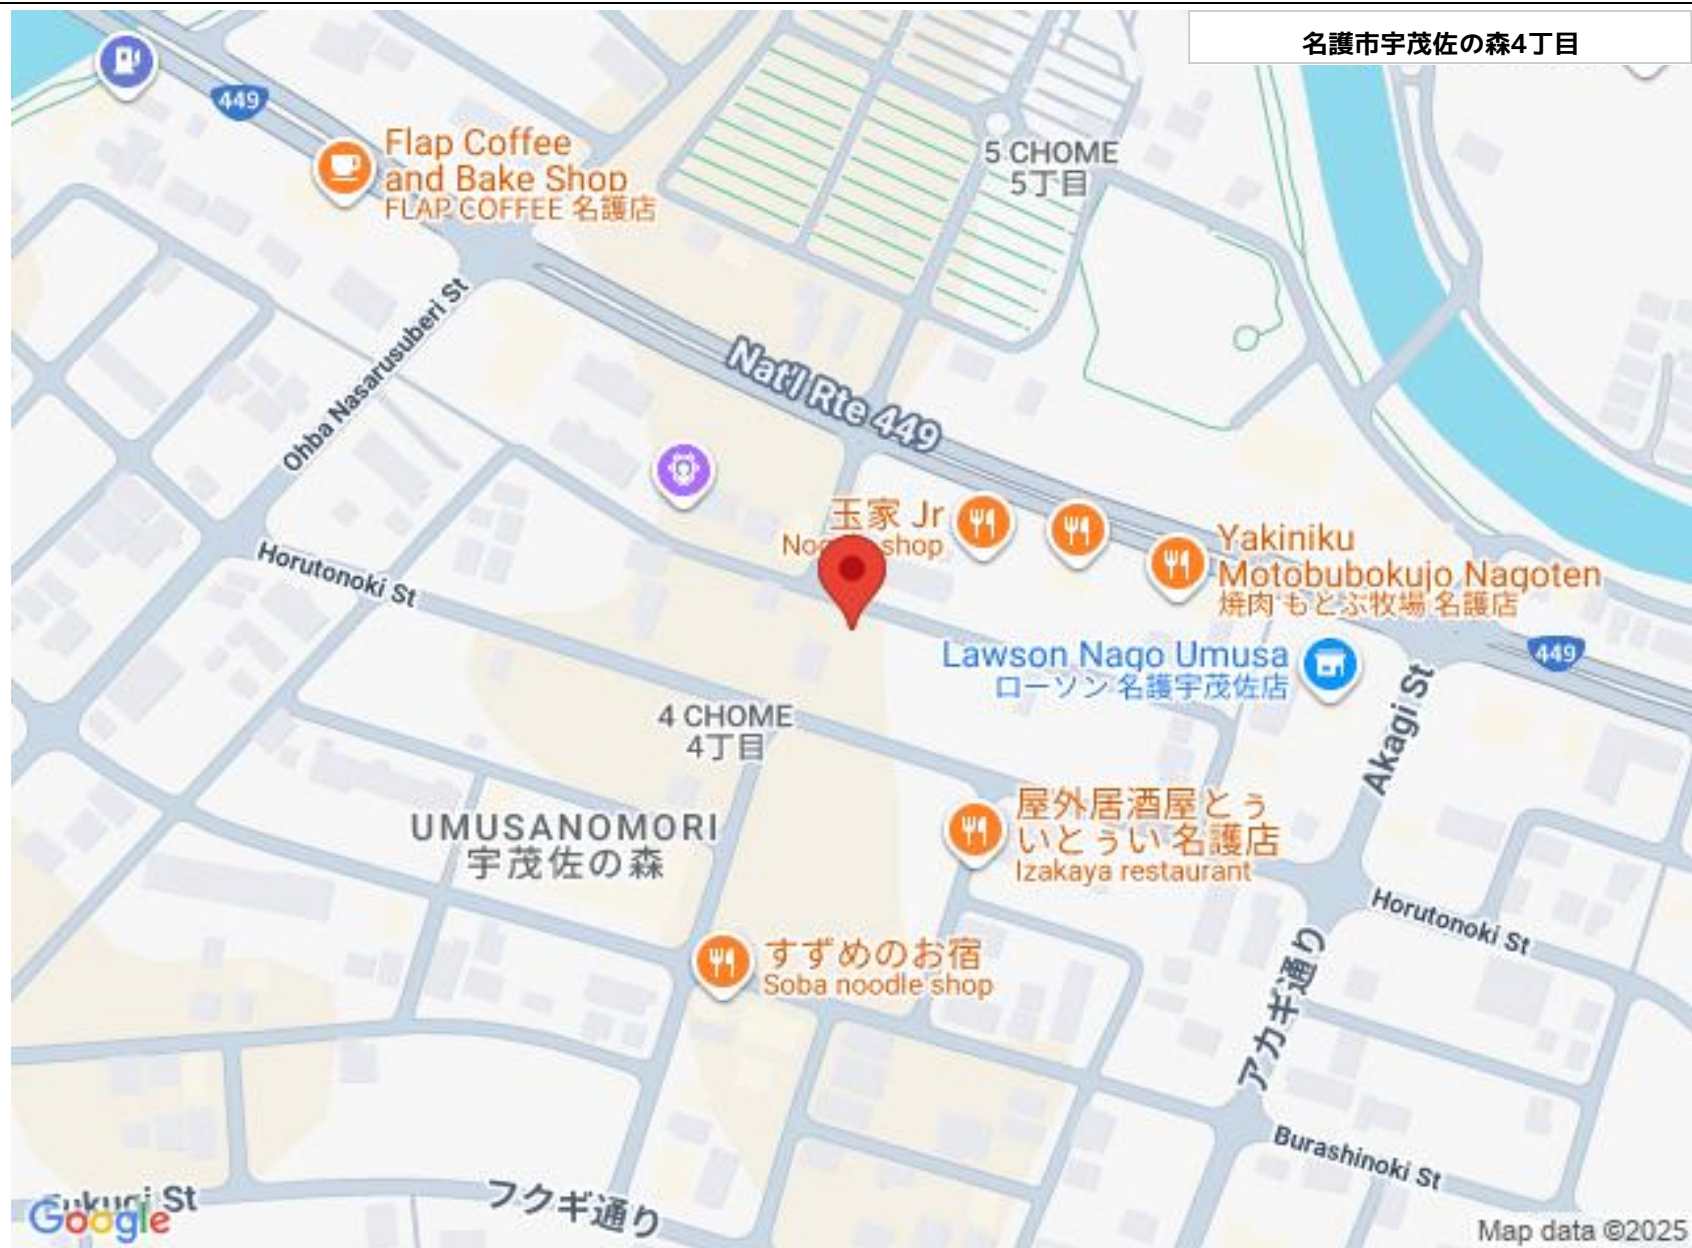 名護市宇茂佐の森4丁目
449
Flap Coffee
and Bake Shop
FLAP COFFEE 名護店
5 CHOME
5丁目
Ohba Nasarusuberi St
Nat'l Rte 449
玉家 Jr
shop
Yakiniku
Motobubokujo Nagoten
焼肉 もとぶ牧場 名護店
Horutonoki St
Lawson Nago Umusa
ローソン 名護宇茂佐店
449
Akagi St
4 CHOME
4丁目
UMUSANOMORI
宇茂佐の森
屋外居酒屋とぅ
いとぅい 名護店
Izakaya restaurant
Horutonoki St
すずめのお宿
Soba noodle shop
アカギ通り
Burashinoki St
St
フクギ通り
Google
Map data ©2025